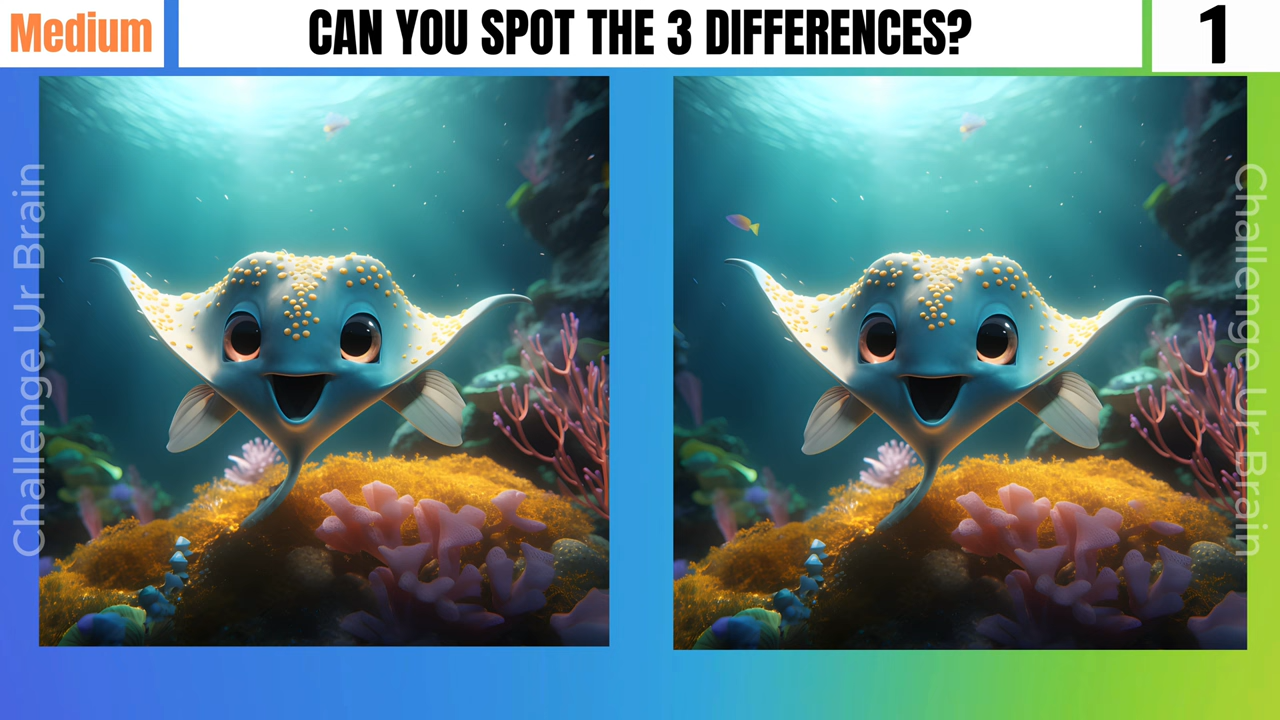 Medium
CAN YOU SPOT THE 3 DIFFERENCES?
1
Challenge Ur Brain
Challenge Ur Brain